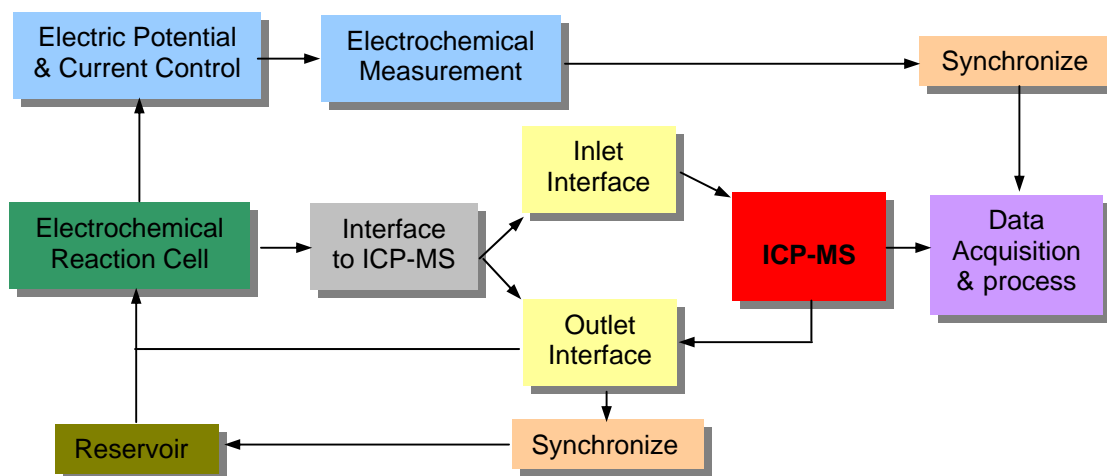 Electric Potential
& Current Control
Electrochemical
Measurement
Synchronize
Inlet
Interface
Electrochemical
Reaction Cell
Interface
to ICP-MS
ICP-MS
Data
Acquisition
& process
Outlet
Interface
Reservoir
Synchronize